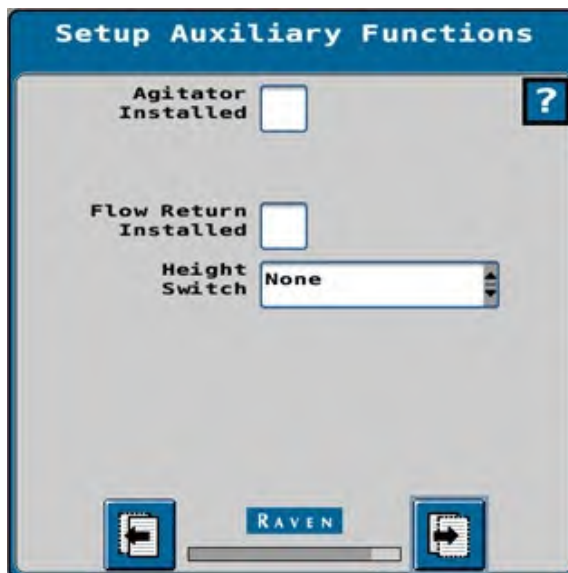 Setup Auxiliary Functions
Agitator
Installed
?
Flow Return
Installed
Height
Switch
None
RAVEN